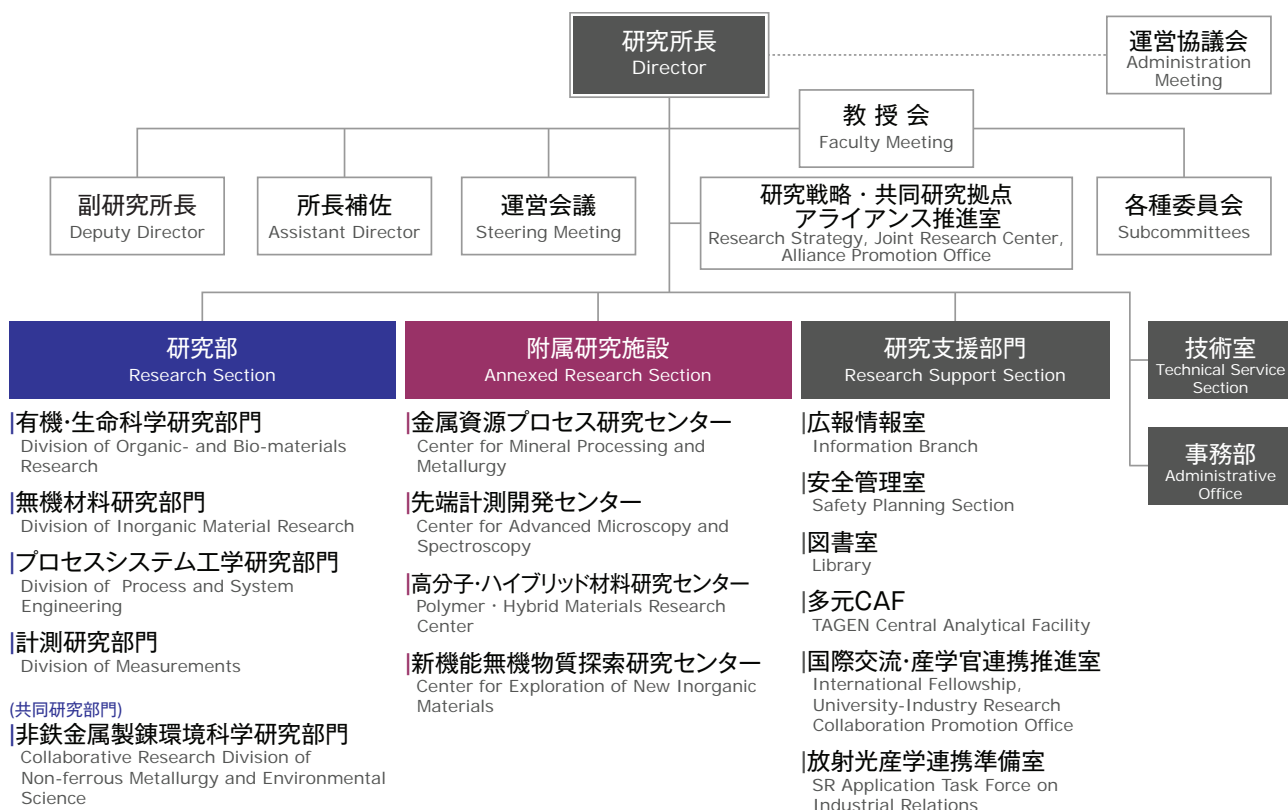 研究所長
Director
運営協議会
Administration
Meeting
教 授 会
Faculty Meeting
副研究所長
Deputy Director
所長補佐
Assistant Director
運営会議
Steering Meeting
研究戦略・共同研究拠点
アライアンス推進室
Research Strategy, Joint Research Center,
Alliance Promotion Office
各種委員会
Subcommittees
研究部
Research Section
有機・生命科学研究部門
Division of Organic- and Bio-materials
Research
無機材料研究部門
Division of Inorganic Material Research
プロセスシステム工学研究部門
Division of Process and System
Engineering
計測研究部門
Division of Measurements
(共同研究部門)
非鉄金属製錬環境科学研究部門
Collaborative Research Division of
Non-ferrous Metallurgy and Environmental
Science
附属研究施設
Annexed Research Section
金属資源プロセス研究センター
Center for Mineral Processing and
Metallurgy
先端計測開発センター
Center for Advanced Microscopy and
Spectroscopy
高分子・ハイブリッド材料研究センター
Polymer・Hybrid Materials Research
Center
新機能無機物質探索研究センター
Center for Exploration of New Inorganic
Materials
研究支援部門
Research Support Section
広報情報室
Information Branch
安全管理室
Safety Planning Section
図書室
Library
多元CAF
TAGEN Central Analytical Facility
国際交流・産学官連携推進室
International Fellowship,
University-Industry Research
Collaboration Promotion Office
放射光産学連携準備室
SR Application Task Force on
Industrial Relations
技術室
Technical Service
Section
事務部
Administrative
Office